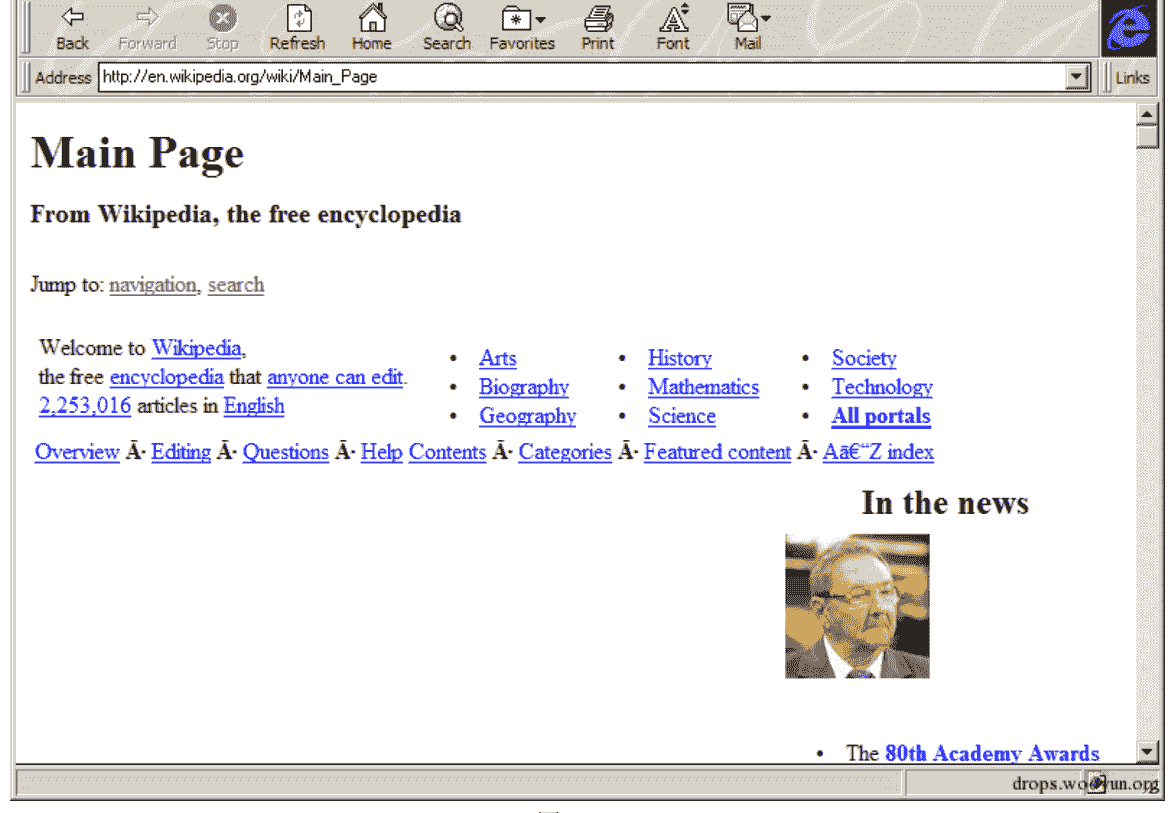 Back Forward Stop Refresh Home Search Favorites Print Font Mail
Address http://en.wikipedia.org/wiki/Main_Page Links
Main Page
From Wikipedia, the free encyclopedia
Jump to: navigation, search
Welcome to Wikipedia,
the free encyclopedia that anyone can edit.
2,253,016 articles in English
• Arts • History • Society
• Biography • Mathematics • Technology
• Geography • Science • All portals
Overview Â· Editing Â· Questions Â· Help Contents Â· Categories Â· Featured content Â· Aâ€“Z index
In the news
• The 80th Academy Awards
drops.wooyun.org